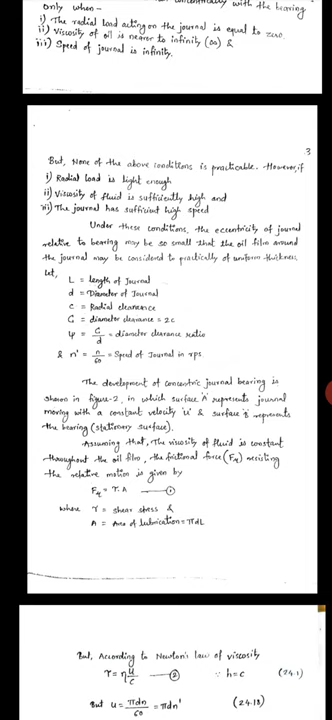 only when - concentrically with the bearing
i) The radial load acting on the journal is equal to zero.
ii) Viscosity of oil is nearer to infinity (∞) &
iii) Speed of journal is infinity.
3
But, None of the above conditions is practicable. However, if
i) Radial load is light enough
ii) Viscosity of fluid is sufficiently high and
iii) The journal has sufficient high speed
Under these conditions, the eccentricity of journal
relative to bearing may be so small that the oil film around
the journal may be considered to practically of uniform thickness.
Let,
L = length of Journal
d = Diameter of Journal
c = Radial clearance
C = diameter clearance = 2c
ψ = C/d = diameter clearance ratio
& n' = n/60 = Speed of Journal in rps
The development of concentric journal bearing is
shown in figure-2, in which surface 'A' represents journal
moving with a constant velocity 'u' & surface represents
the bearing (stationary surface).
Assuming that, The viscosity of fluid is constant
throughout the oil film, the frictional force (Fη) resisting
the relative motion is given by
Fη = τ.A —— ①
where τ = shear stress &
A = Area of lubrication = πdL
But, According to Newton's law of viscosity
τ = η u/c —— ② ∵ h=c (24.1)
But u = πdn/60 = πdn' (24.18)